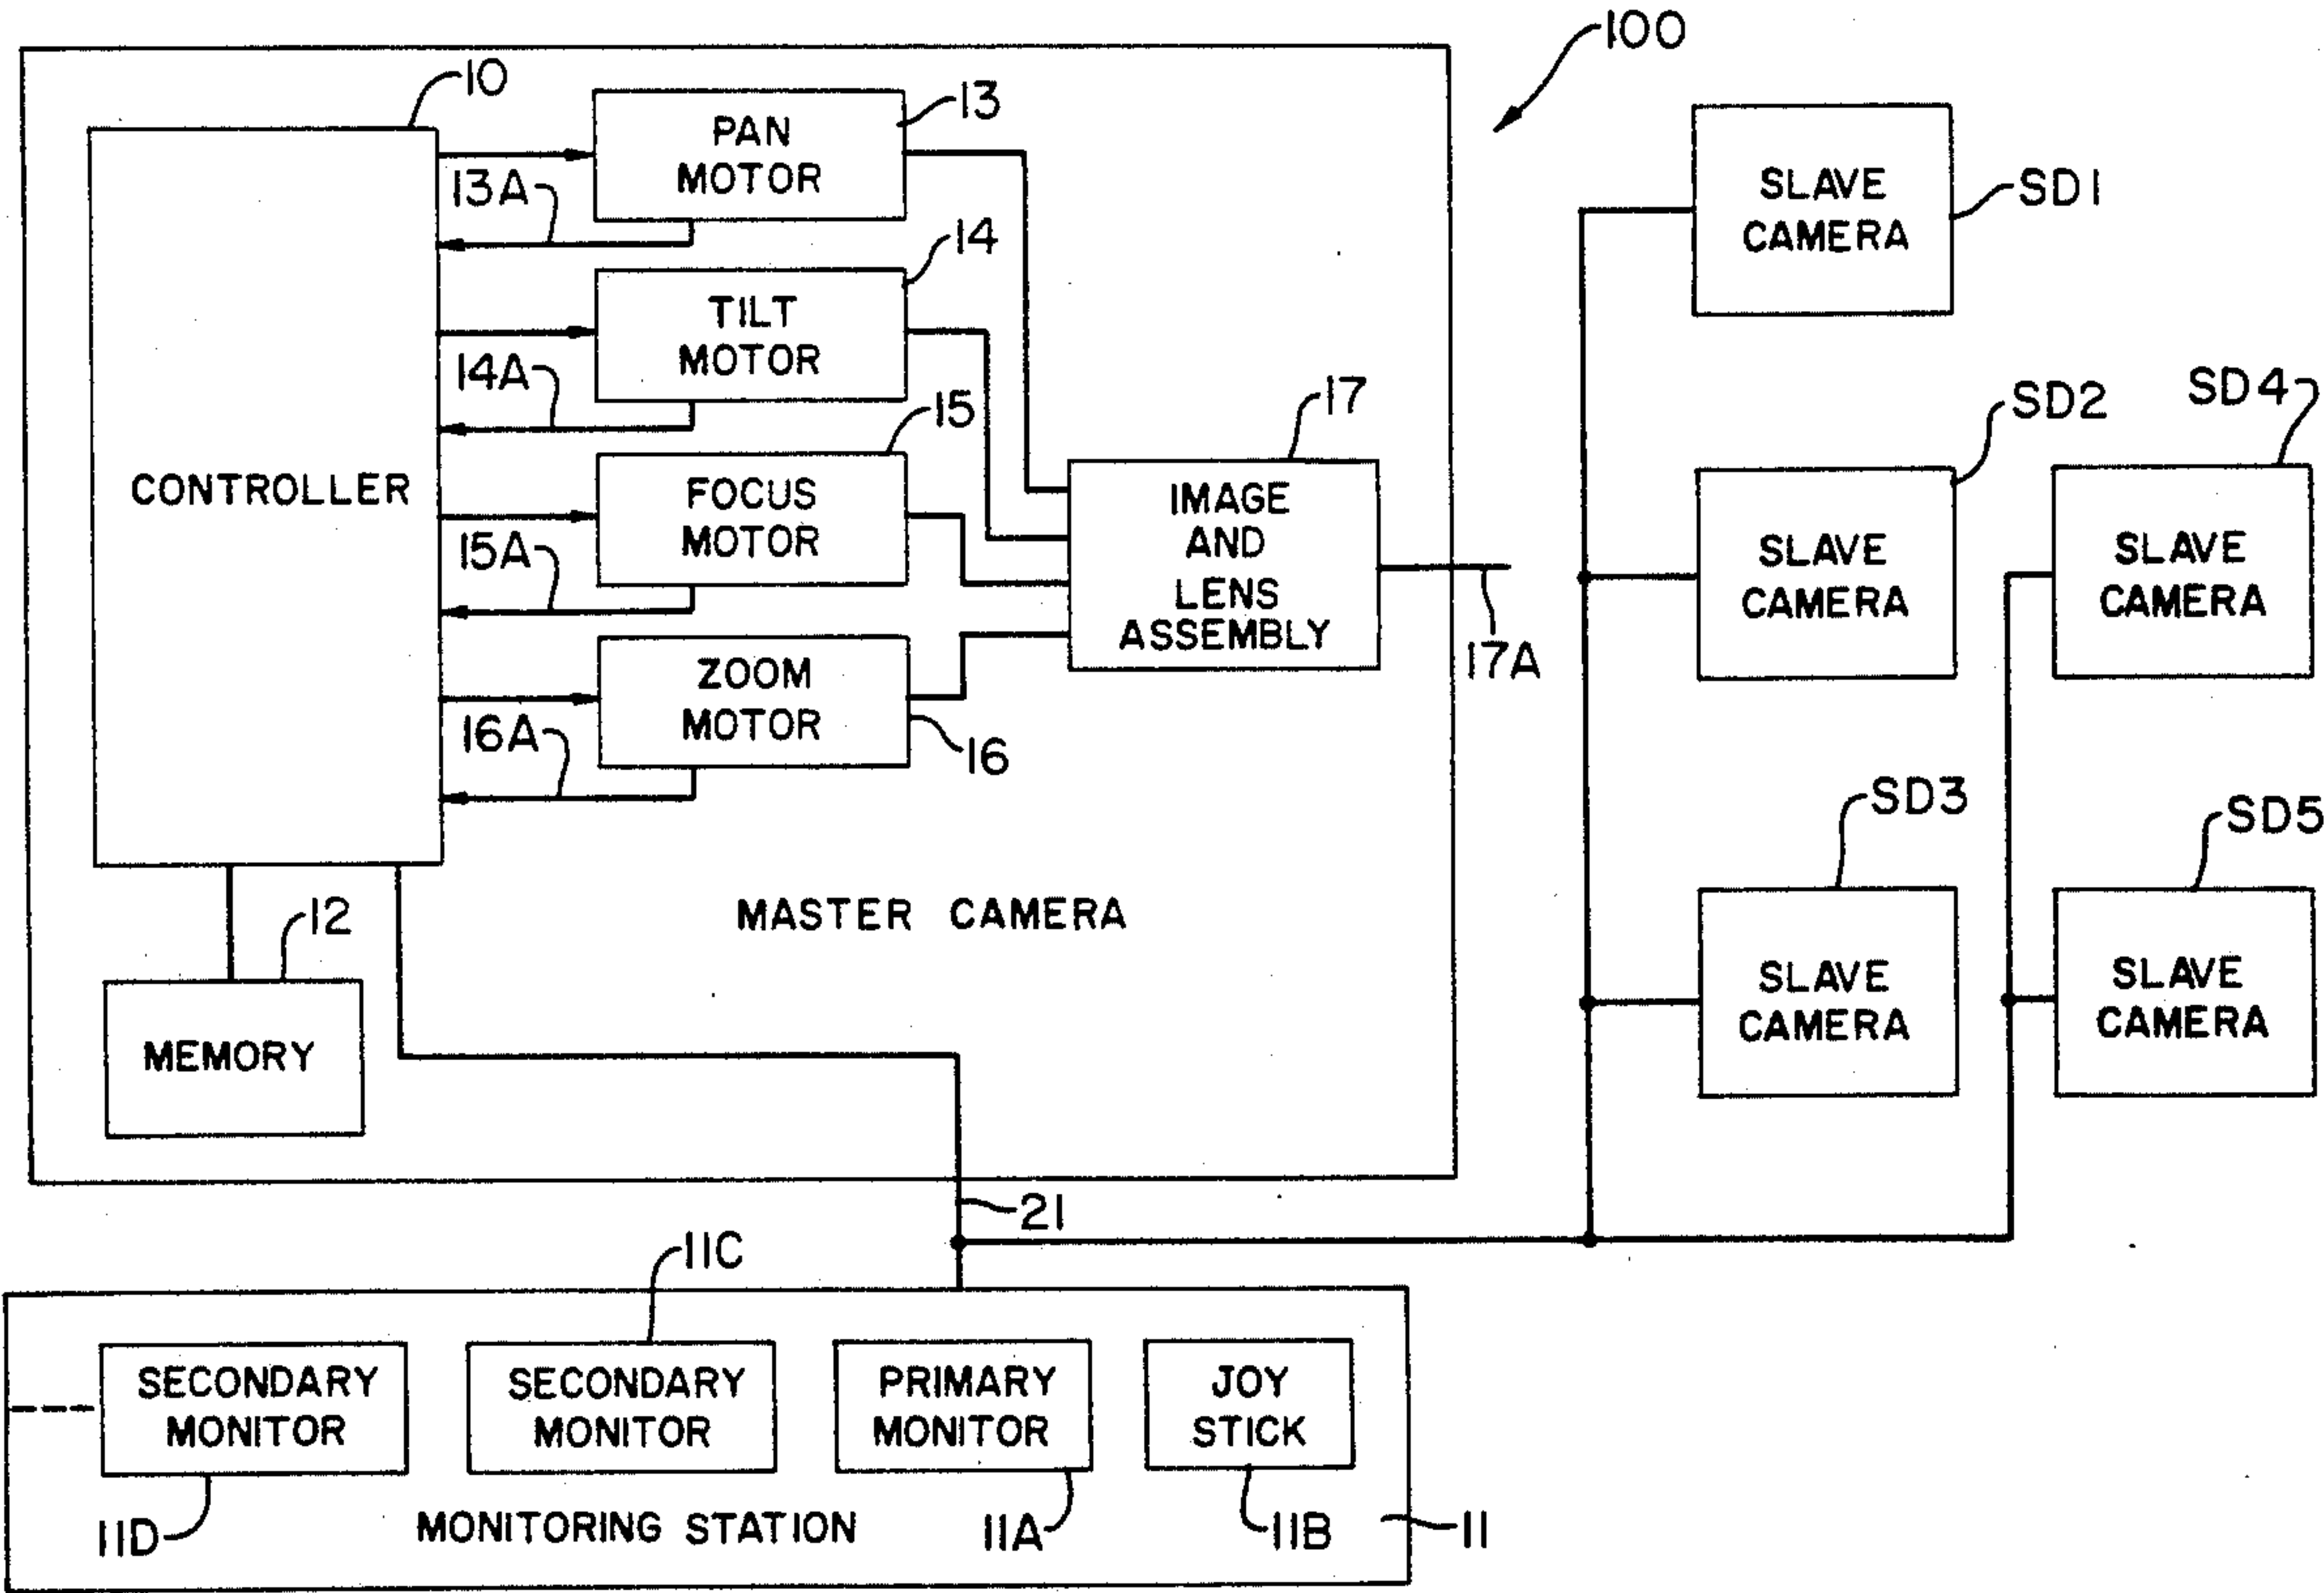 100
10
PAN
MOTOR
13
13A
TILT
MOTOR
14
14A
CONTROLLER
FOCUS
MOTOR
15
15A
ZOOM
MOTOR
16
16A
IMAGE
AND
LENS
ASSEMBLY
17
17A
MASTER CAMERA
MEMORY
12
SLAVE
CAMERA
SD1
SLAVE
CAMERA
SD2
SLAVE
CAMERA
SD4
SLAVE
CAMERA
SD3
SLAVE
CAMERA
SD5
21
11C
SECONDARY
MONITOR
SECONDARY
MONITOR
PRIMARY
MONITOR
JOY
STICK
11D
MONITORING STATION
11A
11B
11